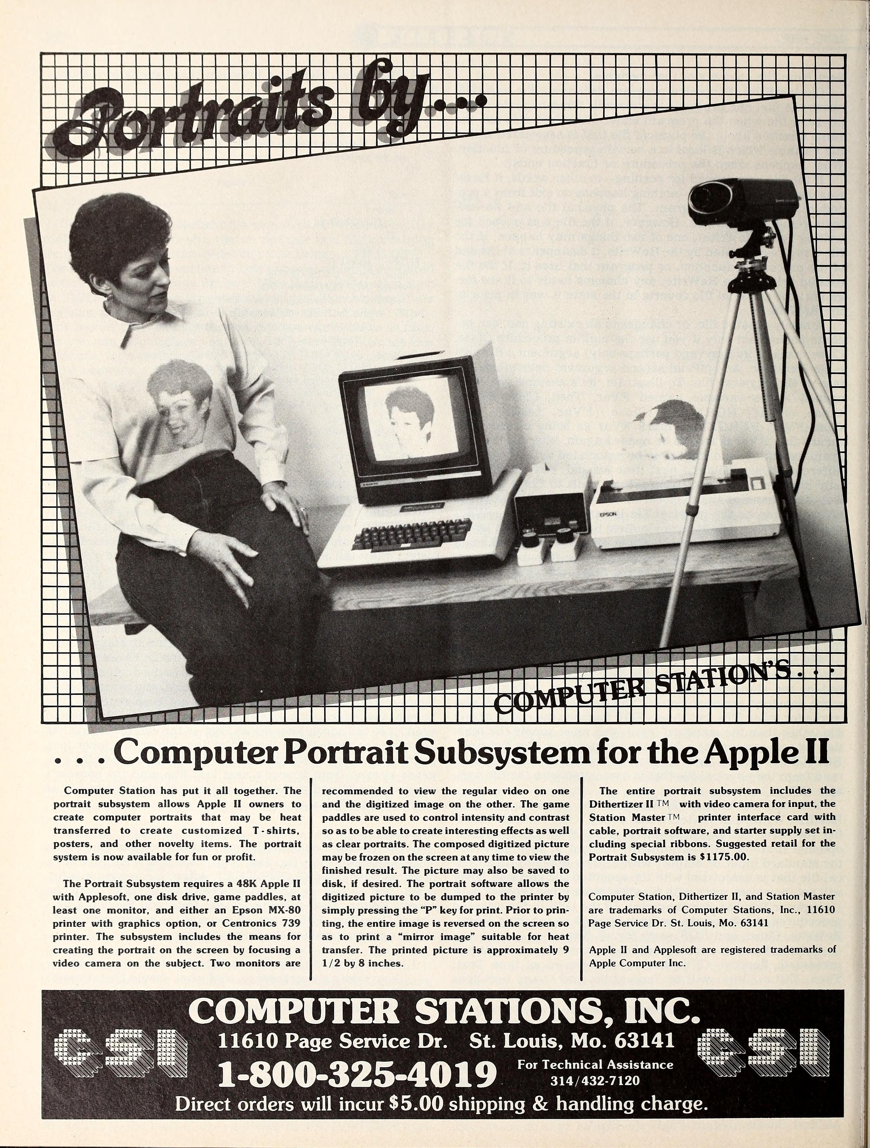 Portraits by...
EPSON
COMPUTER STATION'S...
...Computer Portrait Subsystem for the Apple II
Computer Station has put it all together. The
portrait subsystem allows Apple II owners to
create computer portraits that may be heat
transferred to create customized T-shirts,
posters, and other novelty items. The portrait
system is now available for fun or profit.
The Portrait Subsystem requires a 48K Apple II
with Applesoft, one disk drive, game paddles, at
least one monitor, and either an Epson MX-80
printer with graphics option, or Centronics 739
printer. The subsystem includes the means for
creating the portrait on the screen by focusing a
video camera on the subject. Two monitors are
recommended to view the regular video on one
and the digitized image on the other. The game
paddles are used to control intensity and contrast
so as to be able to create interesting effects as well
as clear portraits. The composed digitized picture
may be frozen on the screen at any time to view the
finished result. The picture may also be saved to
disk, if desired. The portrait software allows the
digitized picture to be dumped to the printer by
simply pressing the "P" key for print. Prior to prin-
ting, the entire image is reversed on the screen so
as to print a "mirror image" suitable for heat
transfer. The printed picture is approximately 9
1/2 by 8 inches.
The entire portrait subsystem includes the
Dithertizer II™ with video camera for input, the
Station Master™ printer interface card with
cable, portrait software, and starter supply set in-
cluding special ribbons. Suggested retail for the
Portrait Subsystem is $1175.00.
Computer Station, Dithertizer II, and Station Master
are trademarks of Computer Stations, Inc., 11610
Page Service Dr. St. Louis, Mo. 63141
Apple II and Applesoft are registered trademarks of
Apple Computer Inc.
COMPUTER STATIONS, INC.
CSI
11610 Page Service Dr. St. Louis, Mo. 63141
CSI
1-800-325-4019
For Technical Assistance
314/432-7120
Direct orders will incur $5.00 shipping & handling charge.